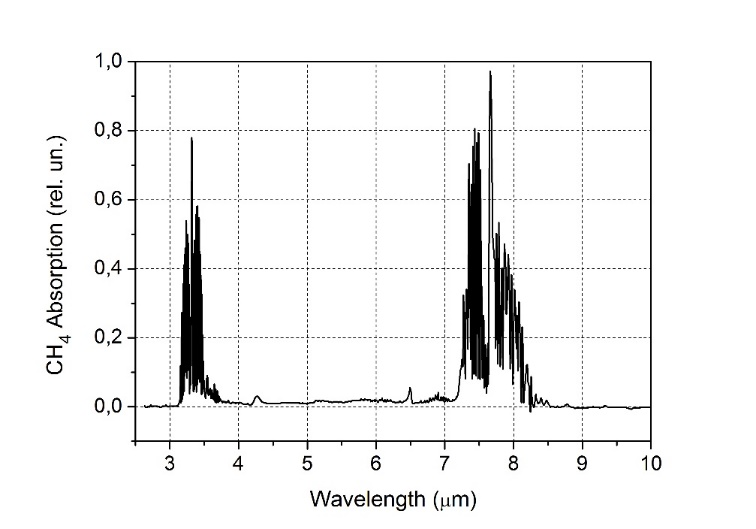 1,0
0,8
0,6
0,4
0,2
0,0
CH4 Absorption (rel. un.)
3 4 5 6 7 8 9 10
Wavelength (μm)